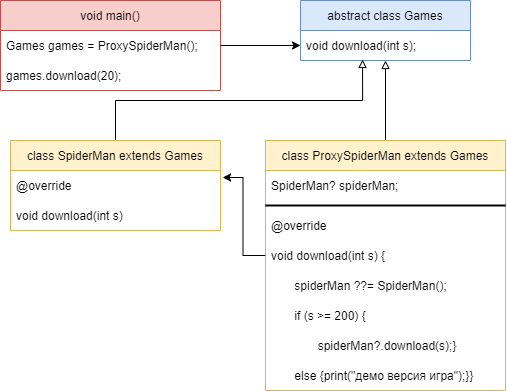 void main()
Games games = ProxySpiderMan();
games.download(20);
abstract class Games
void download(int s);
class SpiderMan extends Games
@override
void download(int s)
class ProxySpiderMan extends Games
SpiderMan? spiderMan;
@override
void download(int s) {
spiderMan ??= SpiderMan();
if (s >= 200) {
spiderMan?.download(s);}
else {print("демо версия игра");}}